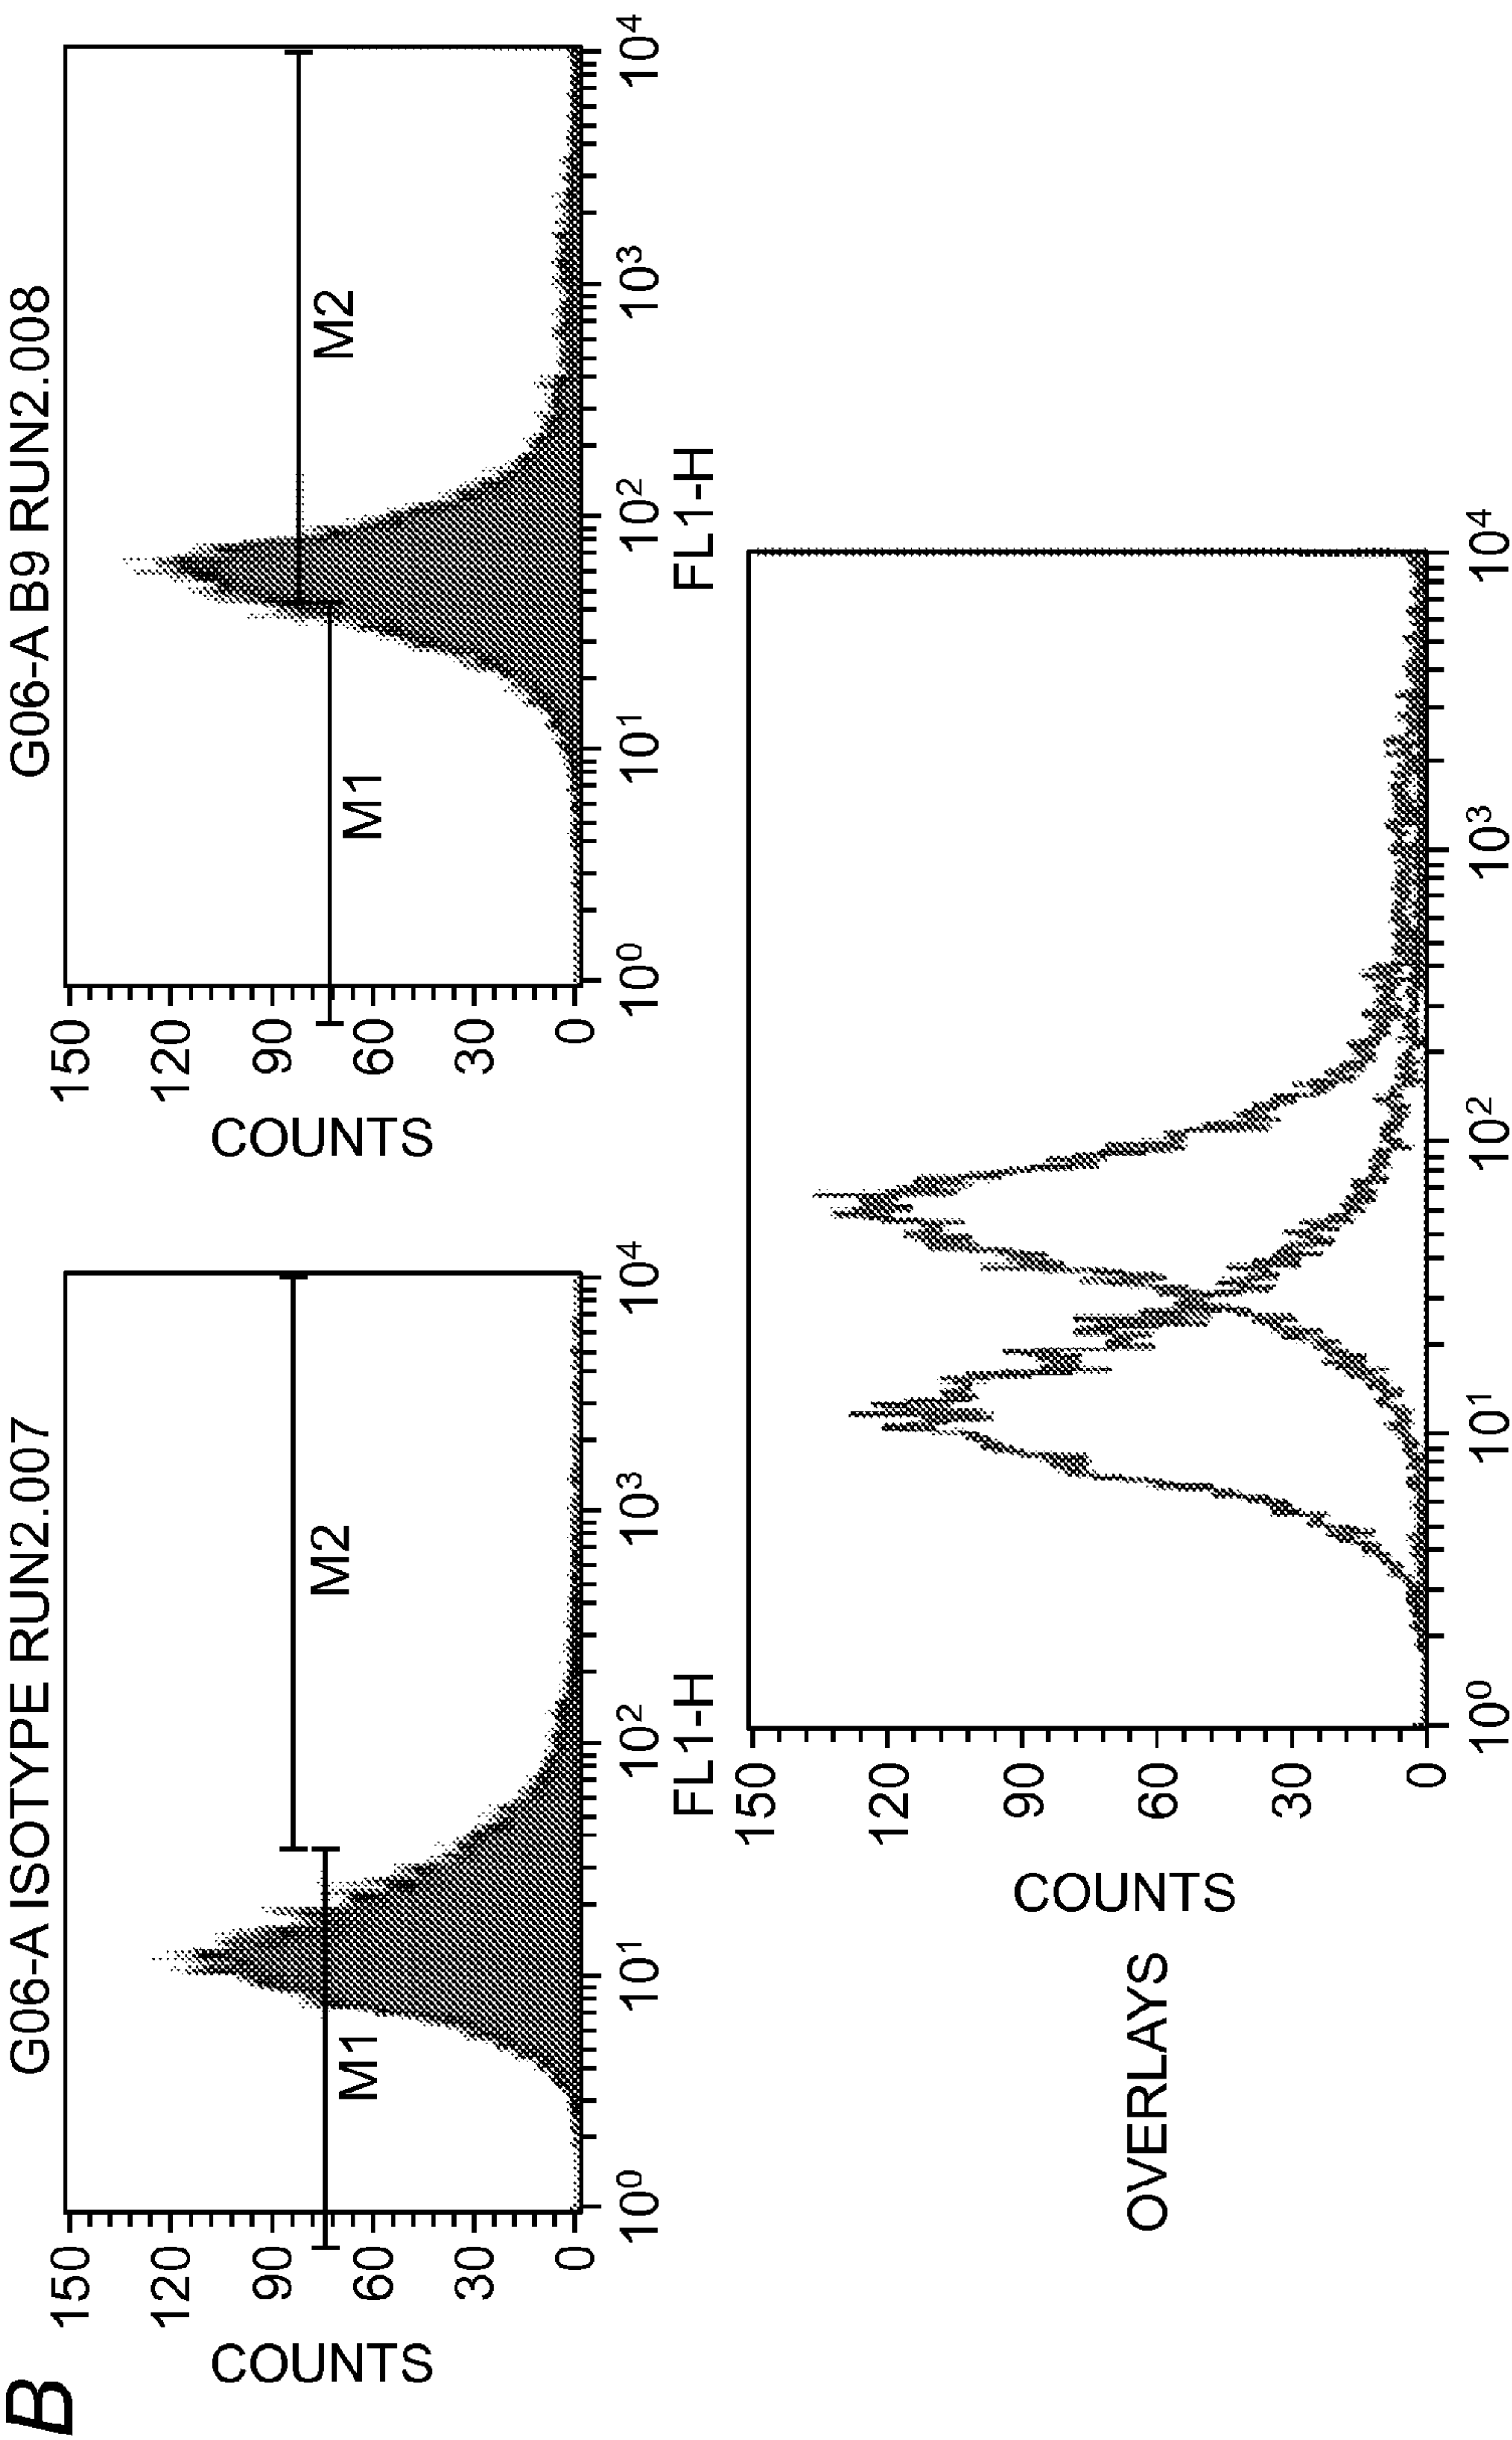 B
G06-A ISOTYPE RUN2.007
150
120
90
60
30
0
COUNTS
M1
M2
10⁰ 10¹ 10² 10³ 10⁴
FL1-H
G06-A B9 RUN2.008
150
120
90
60
30
0
COUNTS
M1
M2
10⁰ 10¹ 10² 10³ 10⁴
FL1-H
OVERLAYS
150
120
90
60
30
0
COUNTS
10⁰ 10¹ 10² 10³ 10⁴